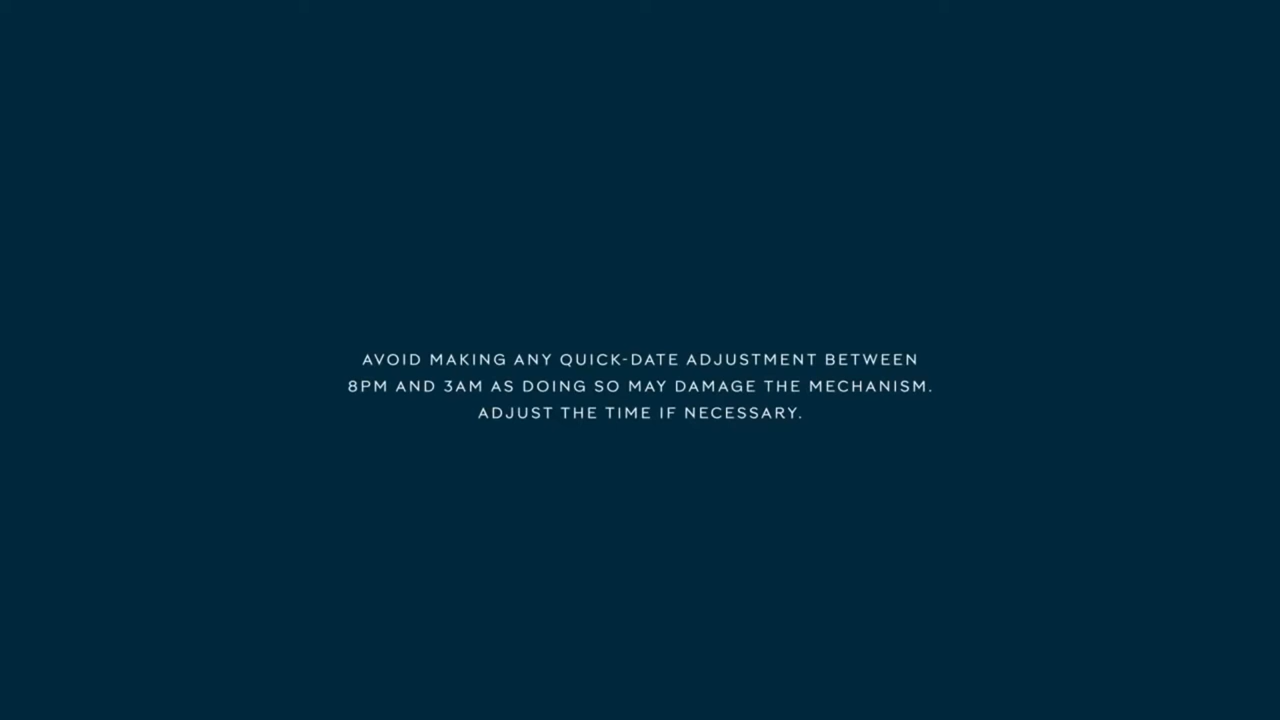 AVOID MAKING ANY QUICK-DATE ADJUSTMENT BETWEEN
8PM AND 3AM AS DOING SO MAY DAMAGE THE MECHANISM.
ADJUST THE TIME IF NECESSARY.